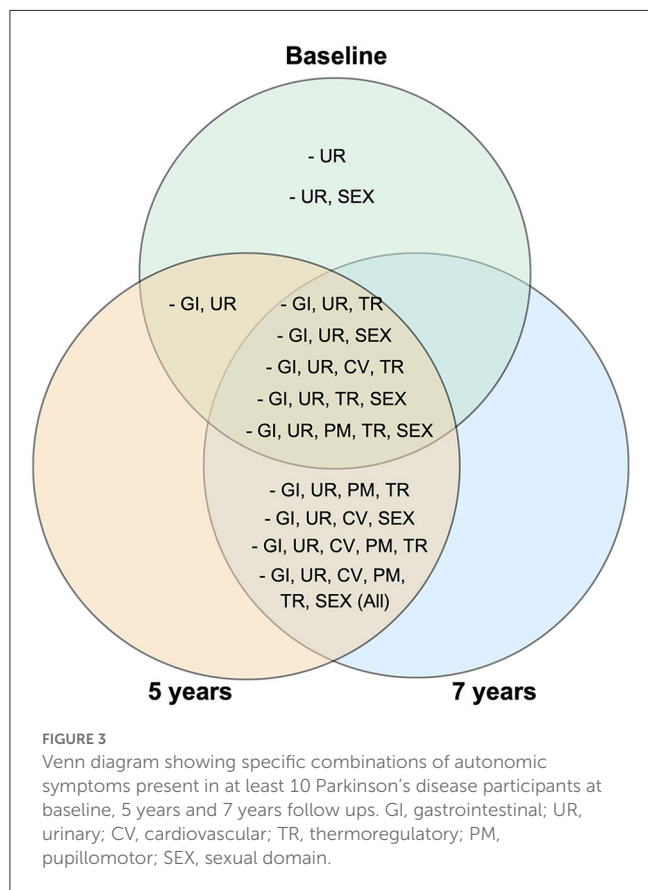 Baseline
- UR
- UR, SEX
- GI, UR
- GI, UR, TR
- GI, UR, SEX
- GI, UR, CV, TR
- GI, UR, TR, SEX
- GI, UR, PM, TR, SEX
- GI, UR, PM, TR
- GI, UR, CV, SEX
- GI, UR, CV, PM, TR
- GI, UR, CV, PM,
TR, SEX (All)
5 years
7 years
FIGURE 3
Venn diagram showing specific combinations of autonomic
symptoms present in at least 10 Parkinson's disease participants at
baseline, 5 years and 7 years follow ups. GI, gastrointestinal; UR,
urinary; CV, cardiovascular; TR, thermoregulatory; PM,
pupillomotor; SEX, sexual domain.